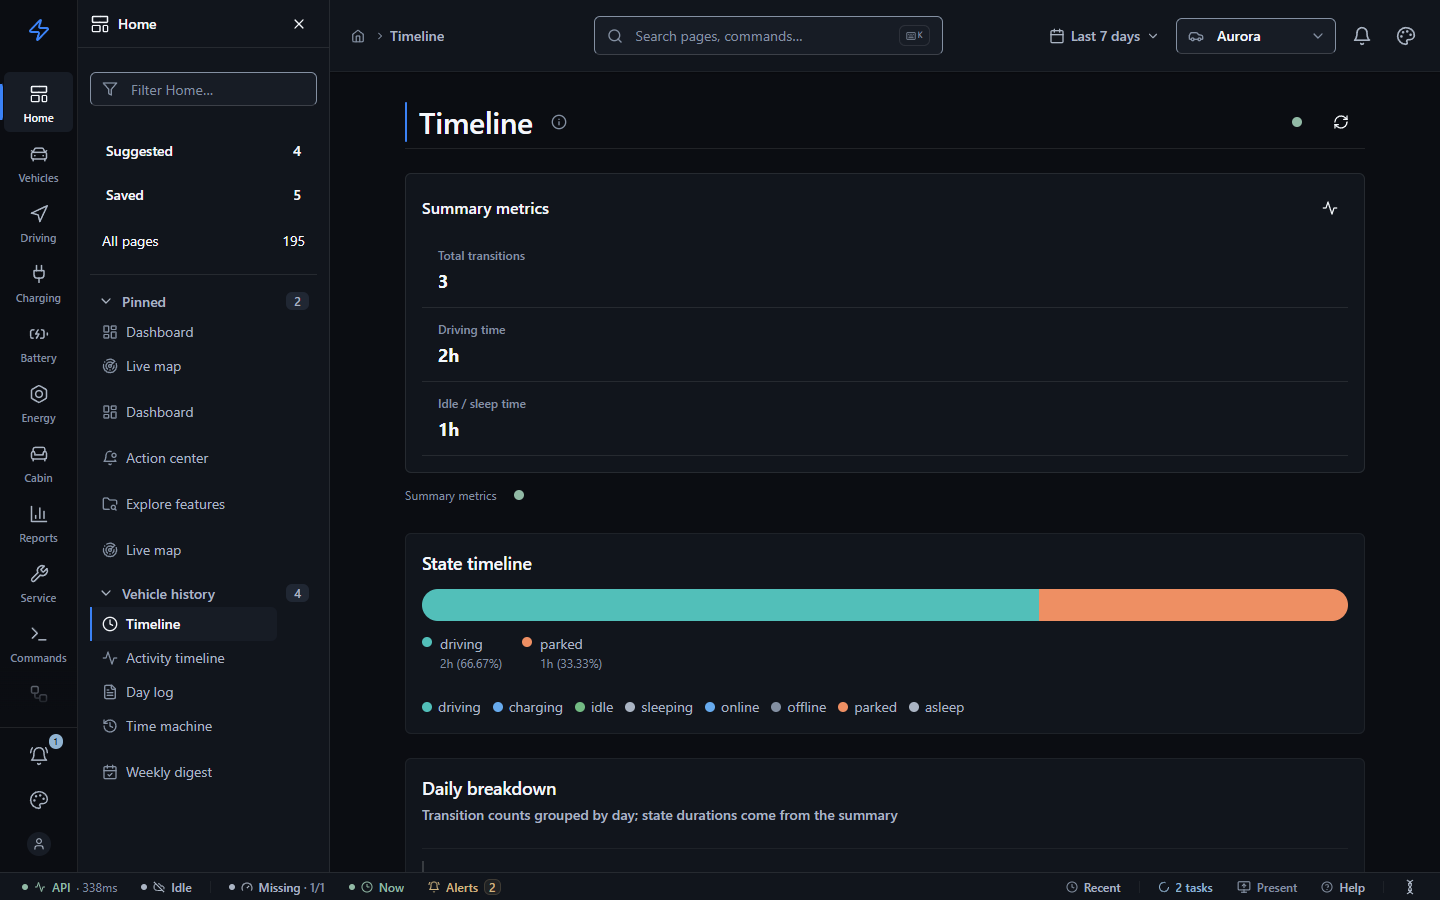 Home
Timeline
Search pages, commands...
K
Last 7 days
Aurora
Home
Vehicles
Driving
Charging
Battery
Energy
Cabin
Reports
Service
Commands
1
Filter Home...
Suggested 4
Saved 5
All pages 195
Pinned 2
Dashboard
Live map
Dashboard
Action center
Explore features
Live map
Vehicle history 4
Timeline
Activity timeline
Day log
Time machine
Weekly digest
Timeline
Summary metrics
Total transitions
3
Driving time
2h
Idle / sleep time
1h
Summary metrics
State timeline
driving
2h (66.67%)
parked
1h (33.33%)
driving charging idle sleeping online offline parked asleep
Daily breakdown
Transition counts grouped by day; state durations come from the summary
API · 338ms Idle Missing · 1/1 Now Alerts 2 Recent 2 tasks Present Help